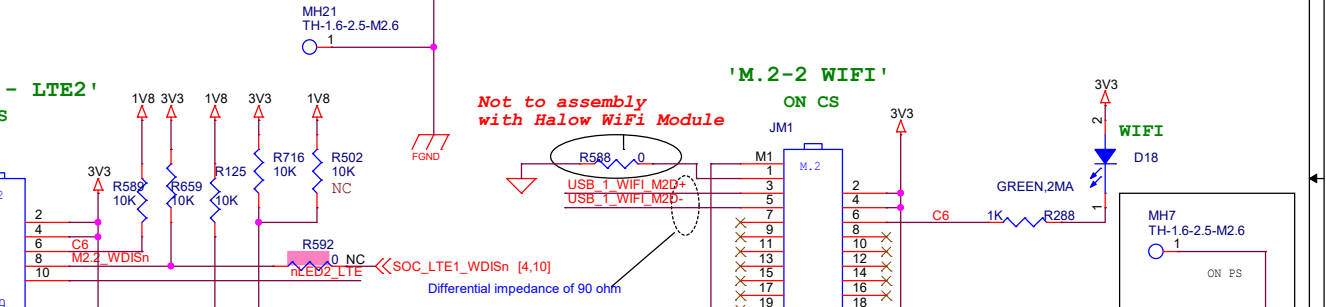 MH21
TH-1.6-2.5-M2.6
1
- LTE2'
S
1V8 3V3 1V8 3V3 1V8
FGND
Not to assembly
with Halow WiFi Module
'M.2-2 WIFI'
ON CS
JM1
3V3
3V3
2
WIFI
D18
GREEN,2MA
1
3V3
R589
10K
R659
10K
R125
10K
R716
10K
R502
10K
NC
R588 0
M1
1
3
5
7
9
11
13
15
17
19
M.2
2
4
6
8
10
12
14
16
18
USB_1_WIFI_M2D+
USB_1_WIFI_M2D-
C6
1K R288
MH7
TH-1.6-2.5-M2.6
1
ON PS
2
2
4
6
8
10
C6
M2.2_WDISn
R592
0 NC
nLED2_LTE
SOC_LTE1_WDISn [4,10]
Differential impedance of 90 ohm